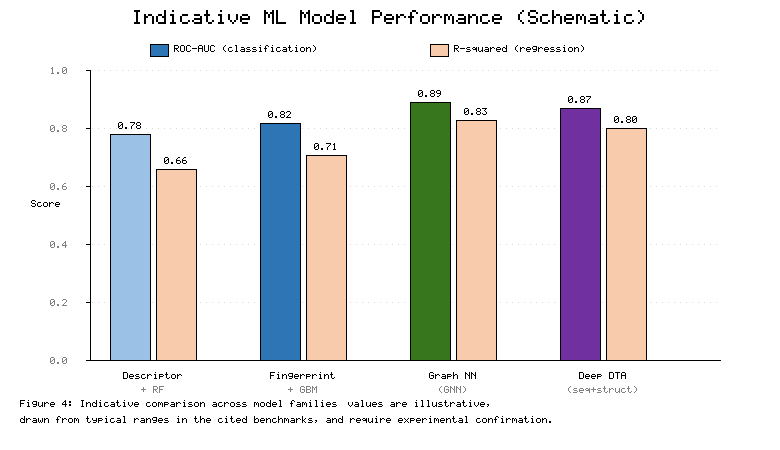 Indicative ML Model Performance (Schematic)
ROC-AUC (classification) R-squared (regression)
1.0
0.8
0.6
Score
0.4
0.2
0.0
0.78 0.66 0.82 0.71 0.89 0.83 0.87 0.80
Descriptor Fingerprint Graph NN Deep DTA
+ RF + GBM (GNN) (seq+struct)
Figure 4: Indicative comparison across model families  values are illustrative,
drawn from typical ranges in the cited benchmarks, and require experimental confirmation.